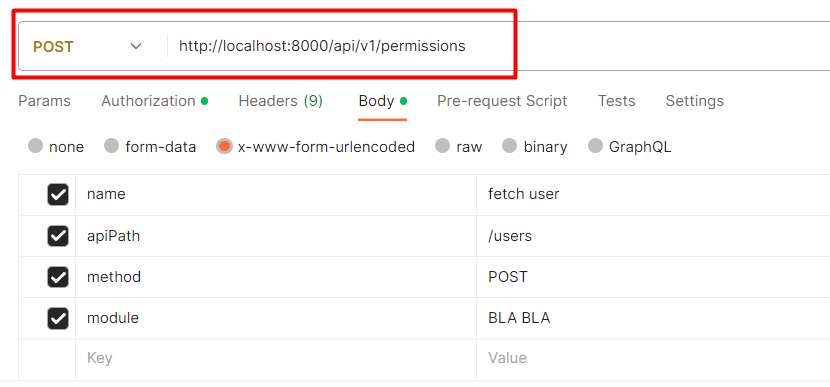 POST http://localhost:8000/api/v1/permissions
Params Authorization Headers (9) Body Pre-request Script Tests Settings
none form-data x-www-form-urlencoded raw binary GraphQL
name fetch user
apiPath /users
method POST
module BLA BLA
Key Value